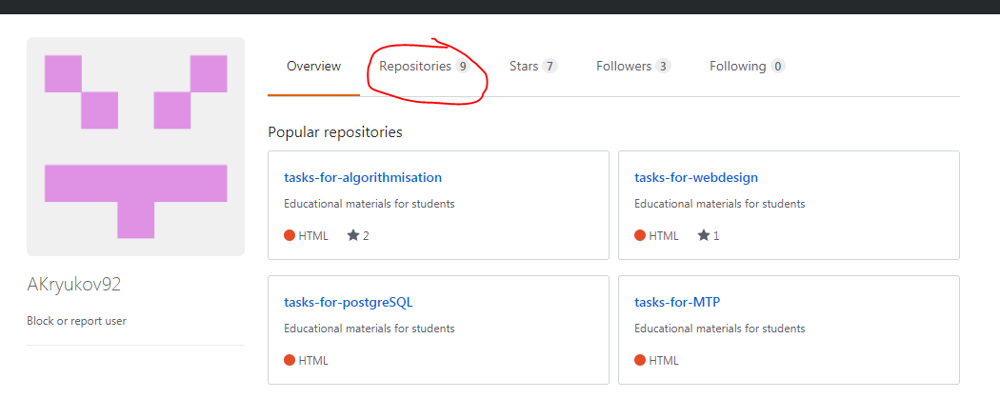 Overview Repositories 9 Stars 7 Followers 3 Following 0
Popular repositories
tasks-for-algorithmisation
Educational materials for students
HTML 2
tasks-for-webdesign
Educational materials for students
HTML 1
tasks-for-postgreSQL
Educational materials for students
HTML
tasks-for-MTP
Educational materials for students
HTML
AKryukov92
Block or report user